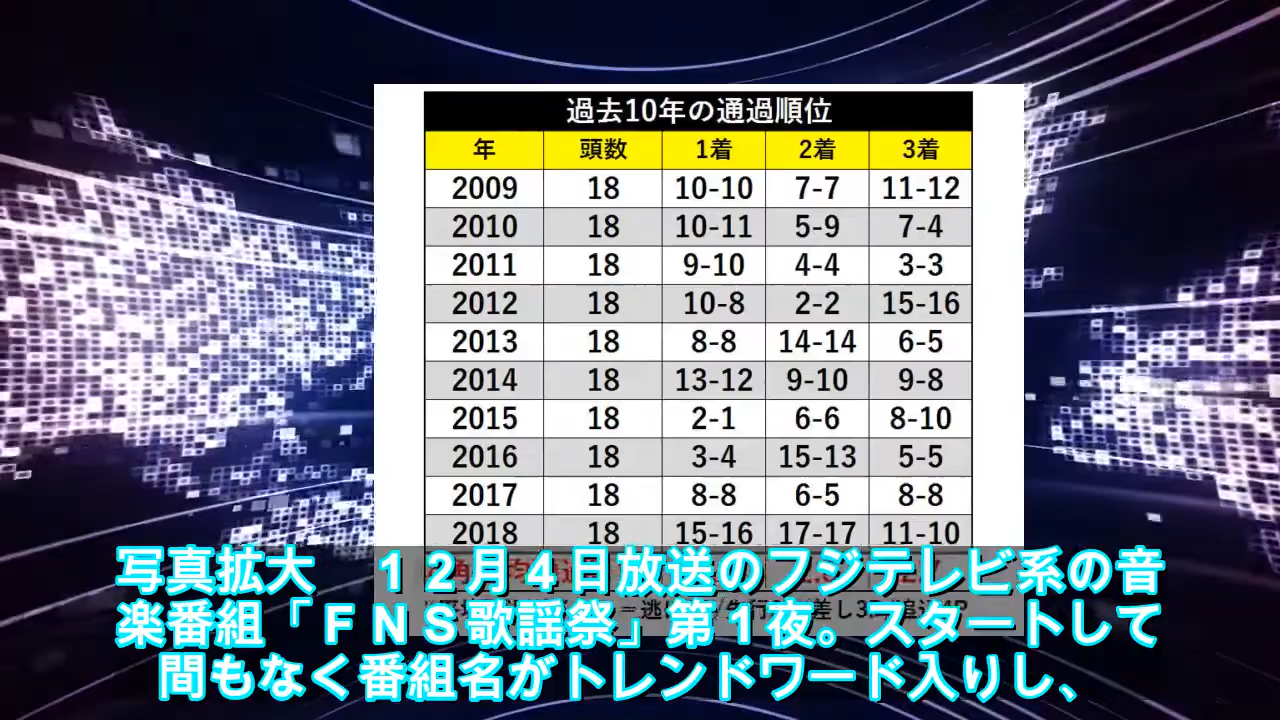 過去10年の通過順位
年 頭数 1着 2着 3着
2009 18 10-10 7-7 11-12
2010 18 10-11 5-9 7-4
2011 18 9-10 4-4 3-3
2012 18 10-8 2-2 15-16
2013 18 8-8 14-14 6-5
2014 18 13-12 9-10 9-8
2015 18 2-1 6-6 8-10
2016 18 3-4 15-13 5-5
2017 18 8-8 6-5 8-8
2018 18 15-16 17-17 11-10
写真拡大　１２月４日放送のフジテレビ系の音
楽番組「ＦＮＳ歌謡祭」第１夜。スタートして
間もなく番組名がトレンドワード入りし、